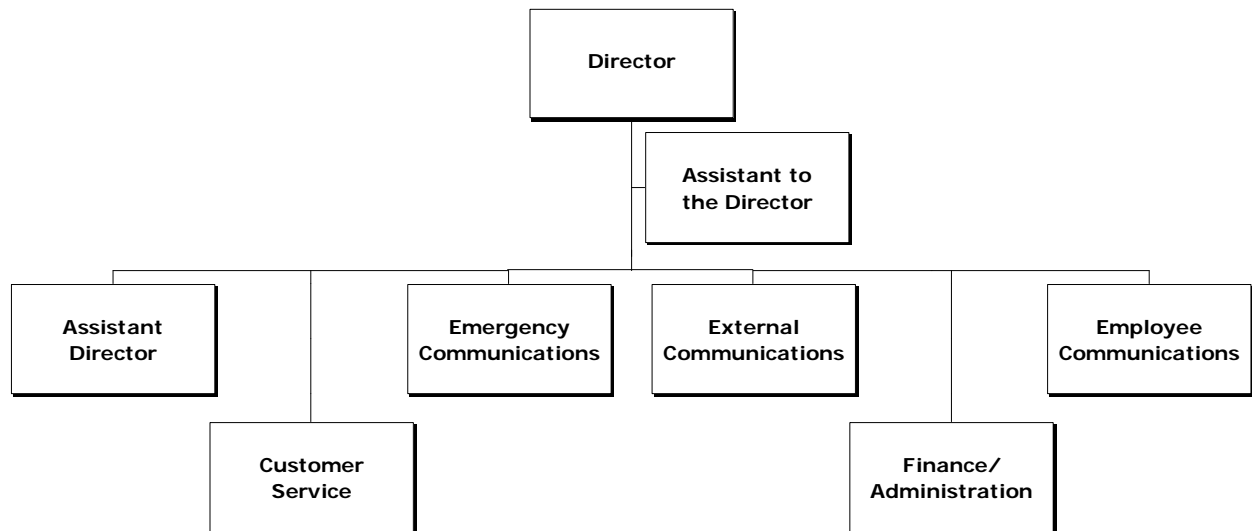 Director
Assistant to
the Director
Assistant
Director
Emergency
Communications
External
Communications
Employee
Communications
Customer
Service
Finance/
Administration